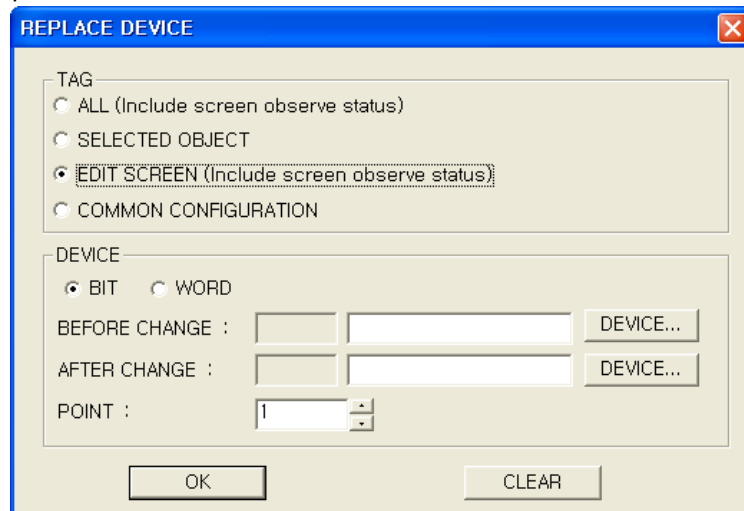 REPLACE DEVICE
TAG
ALL (Include screen observe status)
SELECTED OBJECT
EDIT SCREEN (Include screen observe status)
COMMON CONFIGURATION
DEVICE
BIT WORD
BEFORE CHANGE : DEVICE...
AFTER CHANGE : DEVICE...
POINT : 1
OK CLEAR